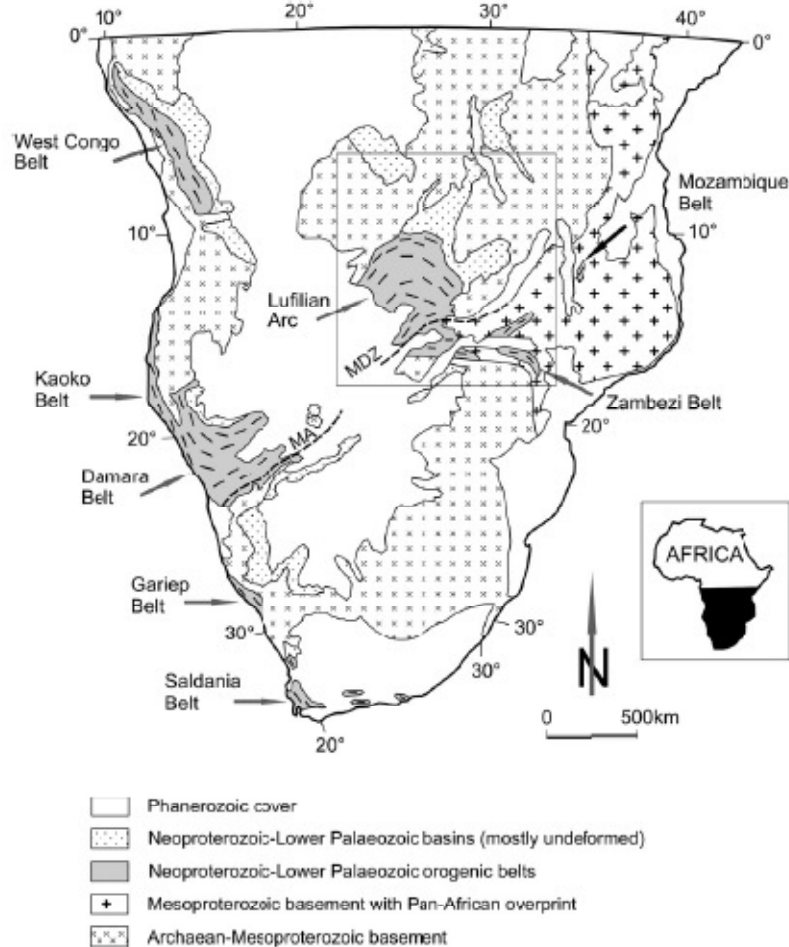 10°
20°
30°
40°
0°
0°
West Congo
Belt
Mozambique
Belt
10°
10°
Lufilian
Arc
MDZ
Kaoko
Belt
Zambezi Belt
20°
20°
MA
Damara
Belt
AFRICA
Gariep
Belt
30°
30°
30°
N
Saldania
Belt
0
500km
20°
Phanerozoic cover
Neoproterozoic-Lower Palaeozoic basins (mostly undeformed)
Neoproterozoic-Lower Palaeozoic orogenic belts
Mesoproterozoic basement with Pan-African overprint
Archaean-Mesoproterozoic basement